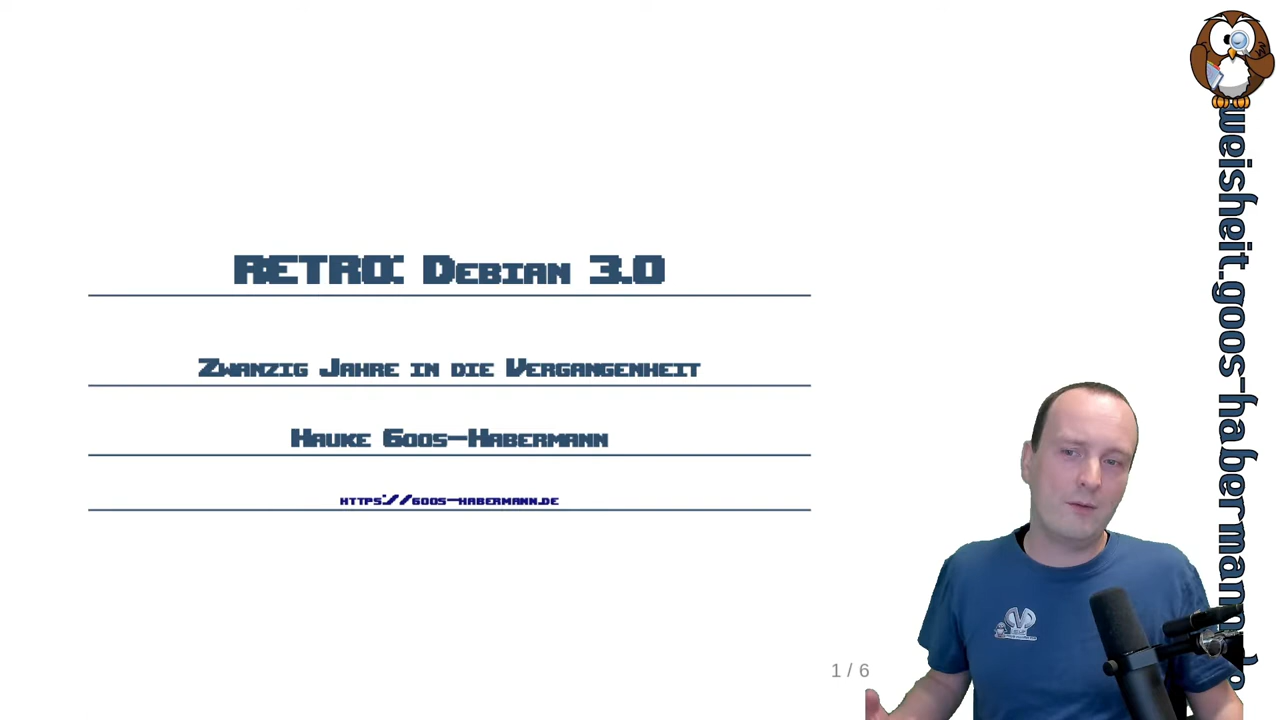 RETRO: Debian 3.0
Zwanzig Jahre in die Vergangenheit
Hauke Goos-Habermann
https://goos-habermann.de
1 / 6
weisheit.goos-habermann.de